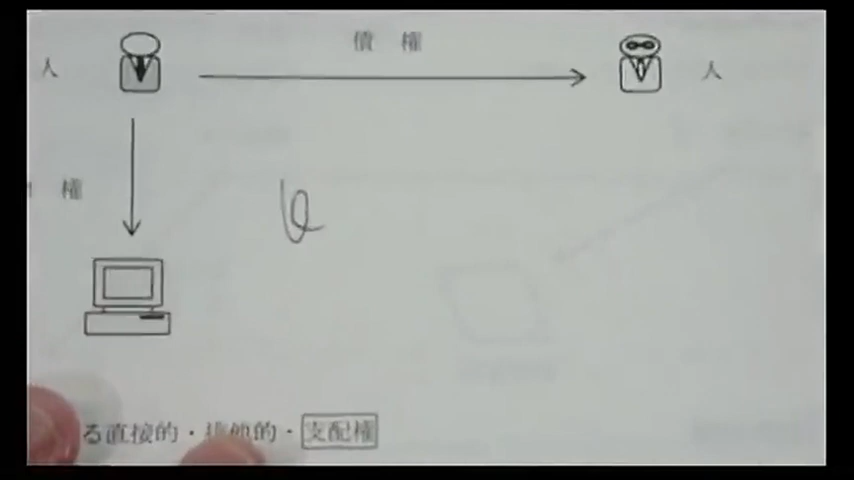 債権
人 人
権
る直接的・排他的・支配権